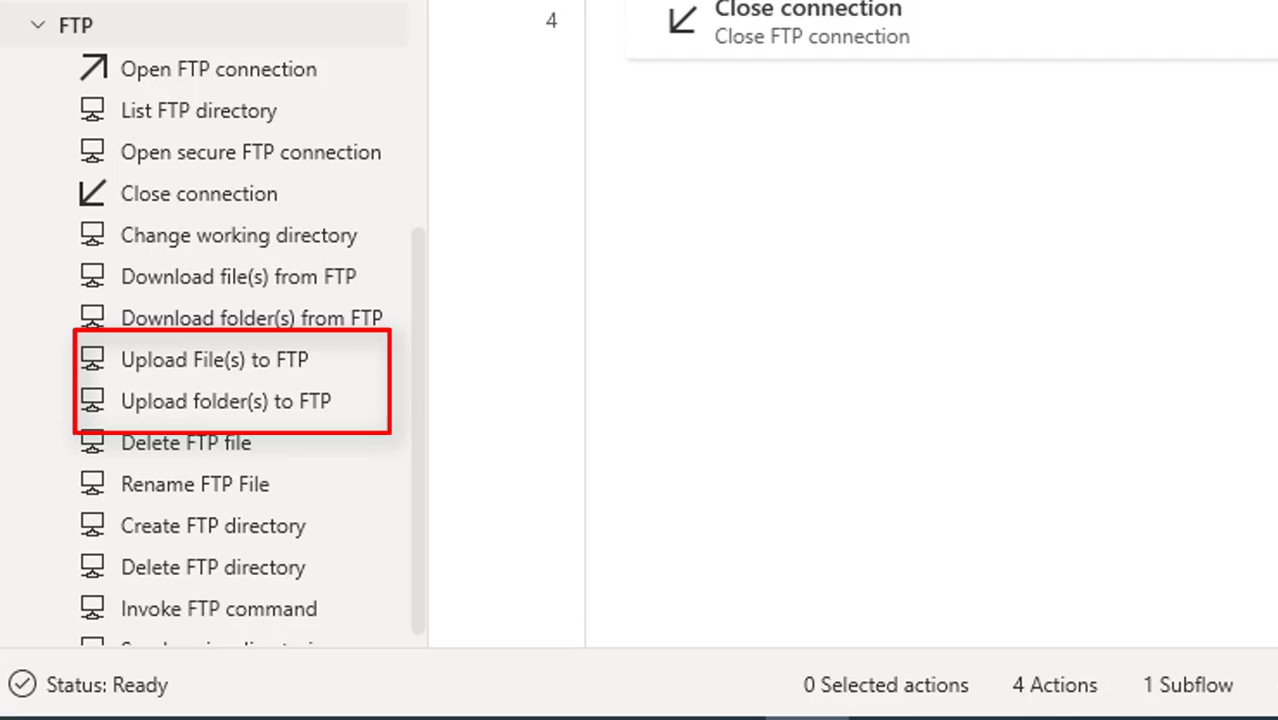 FTP
Open FTP connection
List FTP directory
Open secure FTP connection
Close connection
Change working directory
Download file(s) from FTP
Download folder(s) from FTP
Upload File(s) to FTP
Upload folder(s) to FTP
Delete FTP file
Rename FTP File
Create FTP directory
Delete FTP directory
Invoke FTP command
4
Close connection
Close FTP connection
Status: Ready
0 Selected actions
4 Actions
1 Subflow